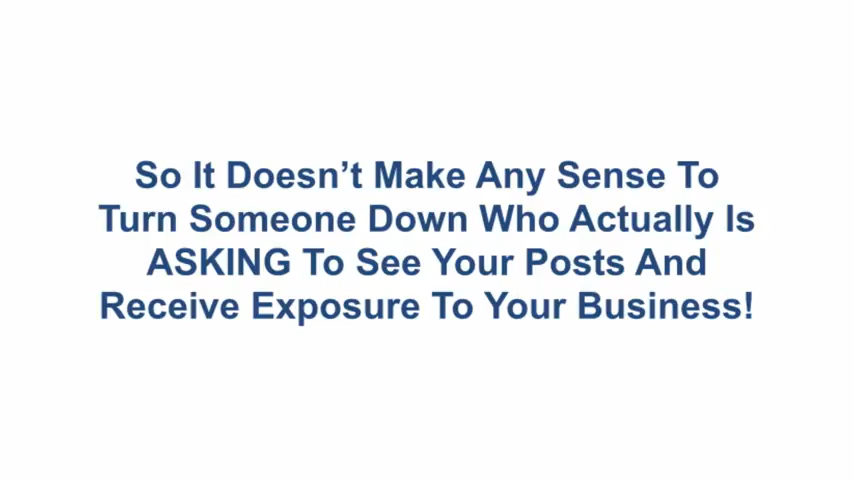 So It Doesn’t Make Any Sense To
Turn Someone Down Who Actually Is
ASKING To See Your Posts And
Receive Exposure To Your Business!